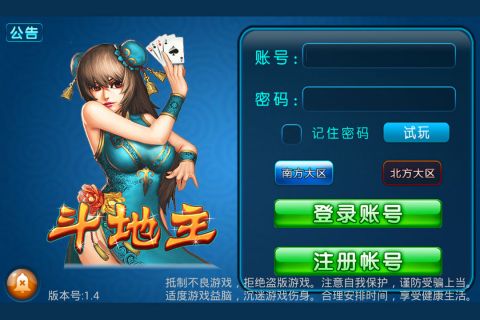 公告
账号:
密码:
记住密码
试玩
南方大区
北方大区
登录账号
注册帐号
斗地主
版本号:1.4
抵制不良游戏，拒绝盗版游戏。注意自我保护，谨防受骗上当。
适度游戏益脑，沉迷游戏伤身。合理安排时间，享受健康生活。